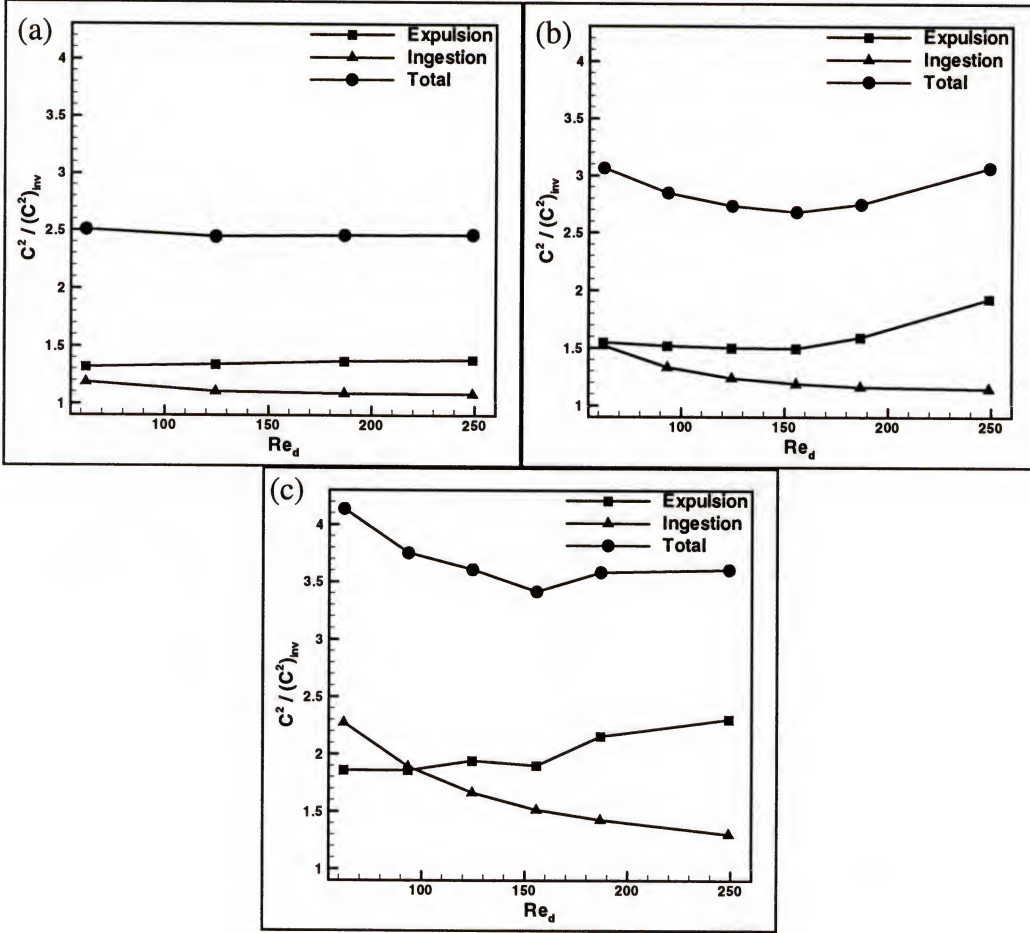 (a)
Expulsion
Ingestion
Total
4
3.5
3
2.5
2
1.5
1
C² / (C²)inv
100 150 200 250
Red
(b)
Expulsion
Ingestion
Total
4
3.5
3
2.5
2
1.5
1
C² / (C²)inv
100 150 200 250
Red
(c)
Expulsion
Ingestion
Total
4
3.5
3
2.5
2
1.5
1
C² / (C²)inv
100 150 200 250
Red